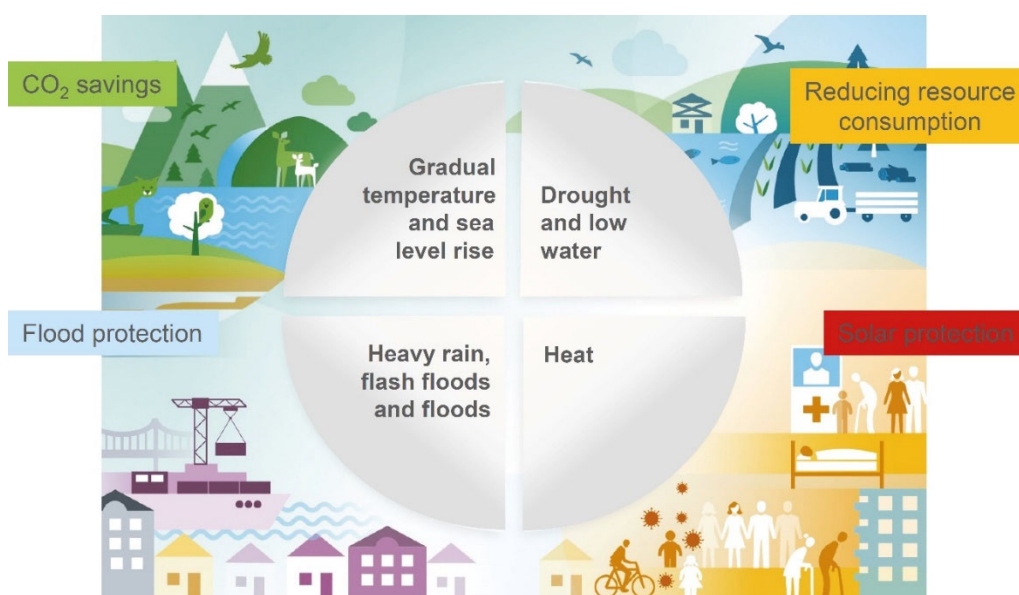 CO₂ savings
Reducing resource
consumption
Gradual
temperature
and sea
level rise
Drought
and low
water
Flood protection
Solar protection
Heavy rain,
flash floods
and floods
Heat